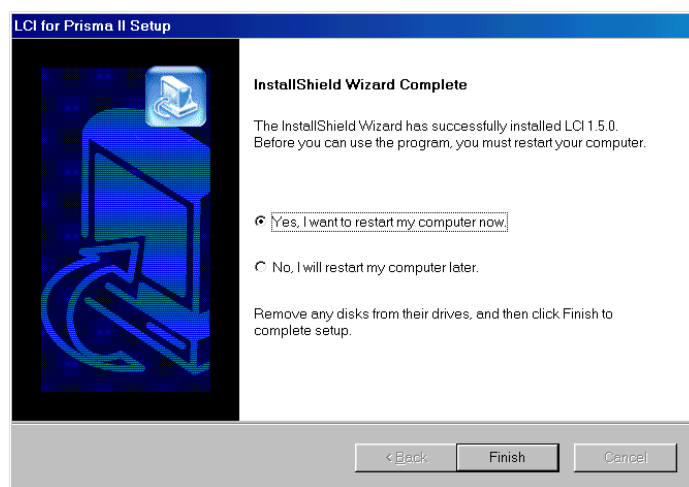 LCI for Prisma II Setup
InstallShield Wizard Complete
The InstallShield Wizard has successfully installed LCI 1.5.0.
Before you can use the program, you must restart your computer.
Yes, I want to restart my computer now.
No, I will restart my computer later.
Remove any disks from their drives, and then click Finish to
complete setup.
< Back Finish Cancel